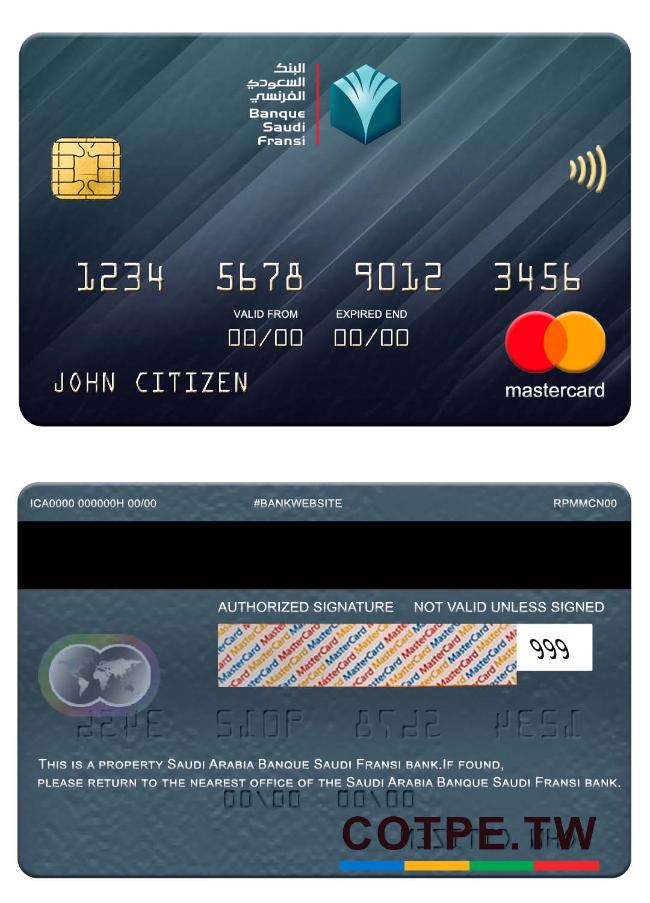 البنك
السعودي
الفرنسي
Banque
Saudi
Fransi
1234 5678 9012 3456
VALID FROM EXPIRED END
00/00 00/00
JOHN CITIZEN
mastercard
ICA0000 000000H 00/00 #BANKWEBSITE RPMMCN00
AUTHORIZED SIGNATURE NOT VALID UNLESS SIGNED
MasterCard MasterCard MasterCard
999
THIS IS A PROPERTY SAUDI ARABIA BANQUE SAUDI FRANSI BANK.IF FOUND,
PLEASE RETURN TO THE NEAREST OFFICE OF THE SAUDI ARABIA BANQUE SAUDI FRANSI BANK.
COTPE.TW